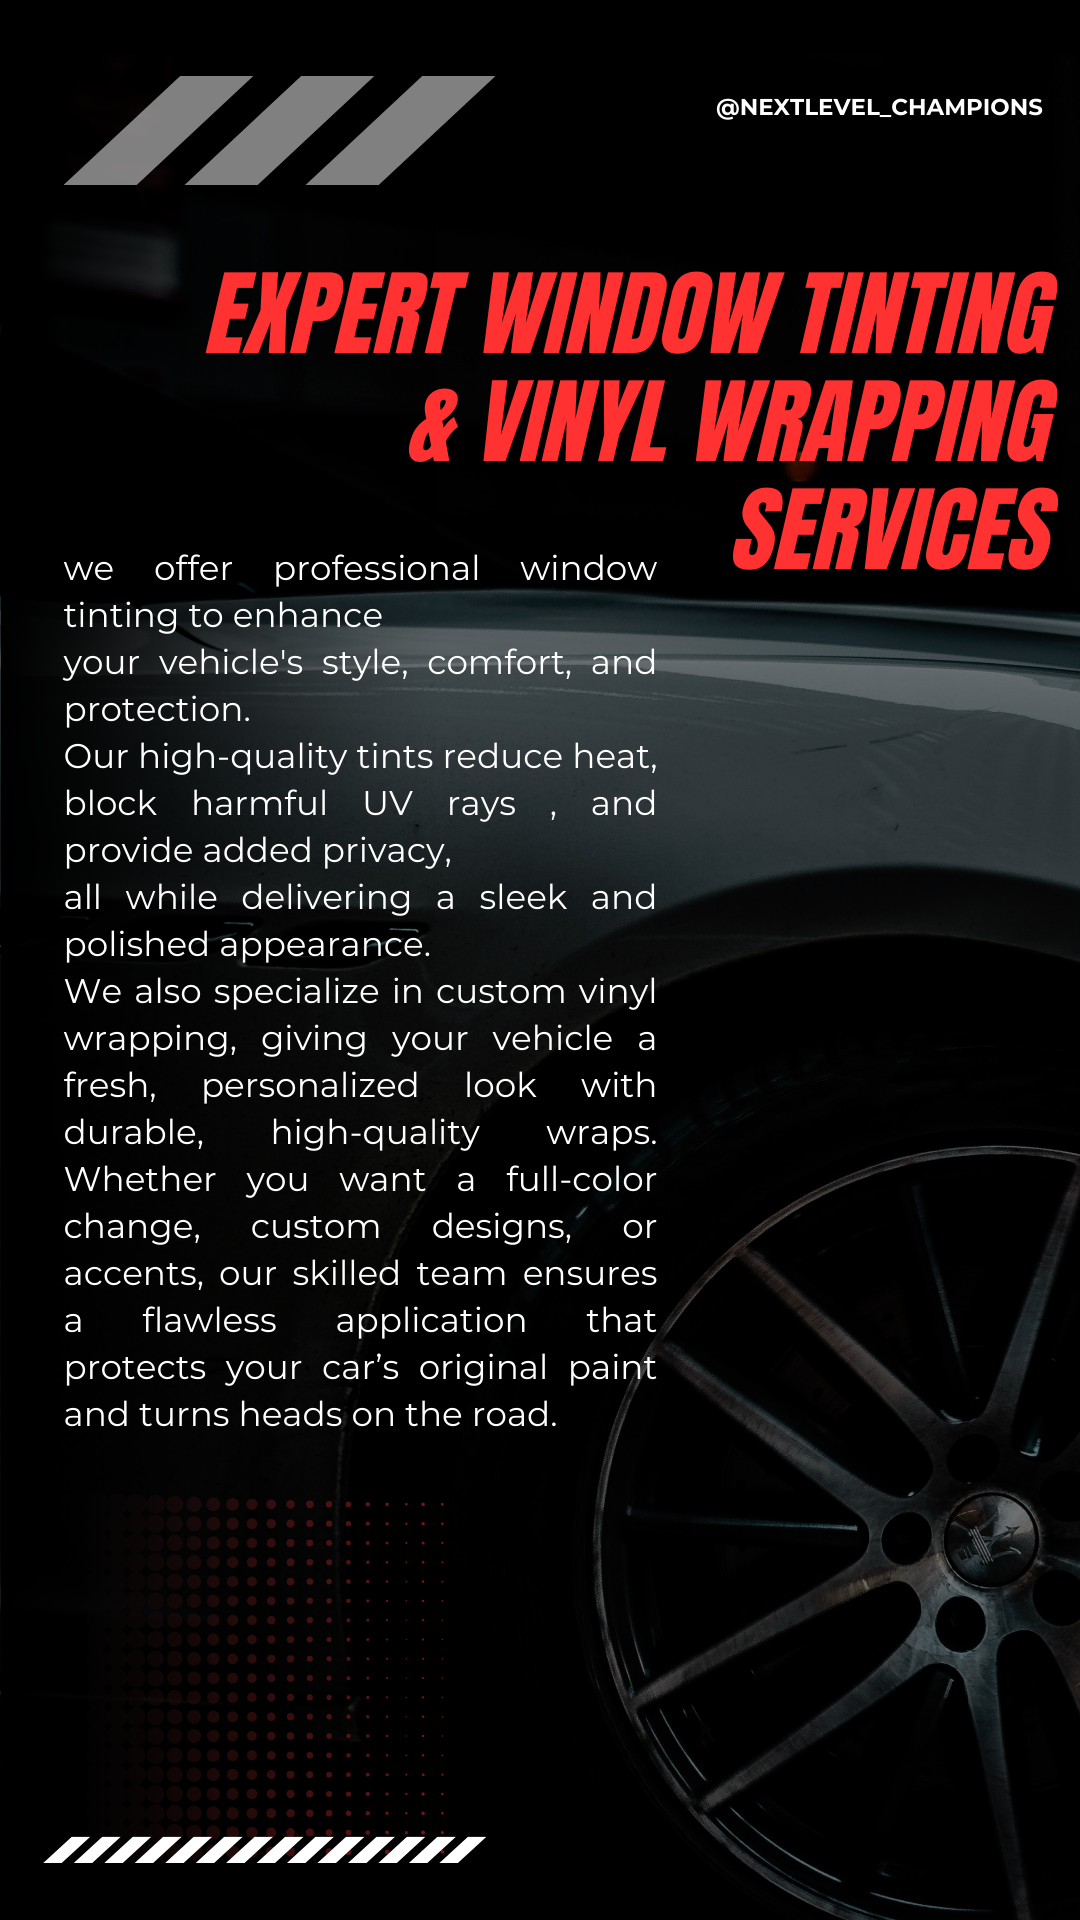 @NEXTLEVEL_CHAMPIONS
EXPERT WINDOW TINTING
& VINYL WRAPPING
SERVICES
we offer professional window
tinting to enhance
your vehicle's style, comfort, and
protection.
Our high-quality tints reduce heat,
block harmful UV rays , and
provide added privacy,
all while delivering a sleek and
polished appearance.
We also specialize in custom vinyl
wrapping, giving your vehicle a
fresh, personalized look with
durable, high-quality wraps.
Whether you want a full-color
change, custom designs, or
accents, our skilled team ensures
a flawless application that
protects your car’s original paint
and turns heads on the road.